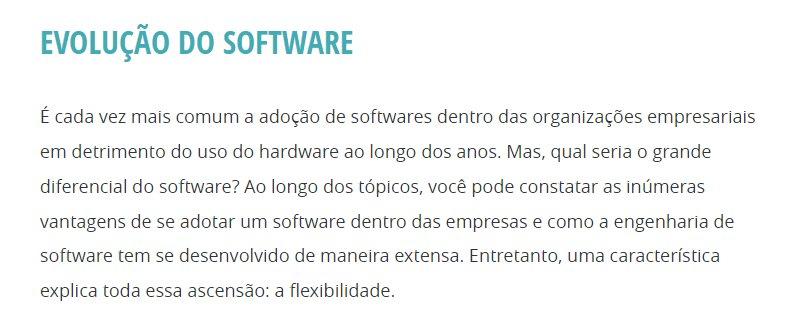 EVOLUÇÃO DO SOFTWARE
É cada vez mais comum a adoção de softwares dentro das organizações empresariais
em detrimento do uso do hardware ao longo dos anos. Mas, qual seria o grande
diferencial do software? Ao longo dos tópicos, você pode constatar as inúmeras
vantagens de se adotar um software dentro das empresas e como a engenharia de
software tem se desenvolvido de maneira extensa. Entretanto, uma característica
explica toda essa ascensão: a flexibilidade.